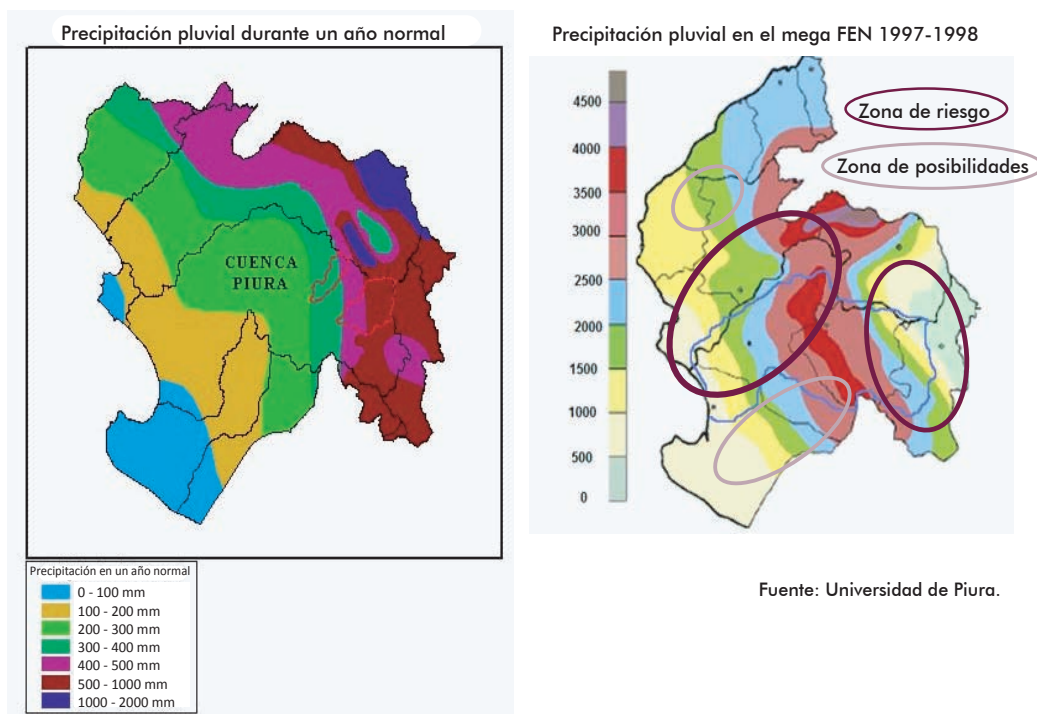 Precipitación pluvial durante un año normal
CUENCA
PIURA
Precipitación en un año normal
0 - 100 mm
100 - 200 mm
200 - 300 mm
300 - 400 mm
400 - 500 mm
500 - 1000 mm
1000 - 2000 mm
Precipitación pluvial en el mega FEN 1997-1998
4500
4000
3500
3000
2500
2000
1500
1000
500
0
Zona de riesgo
Zona de posibilidades
Fuente: Universidad de Piura.